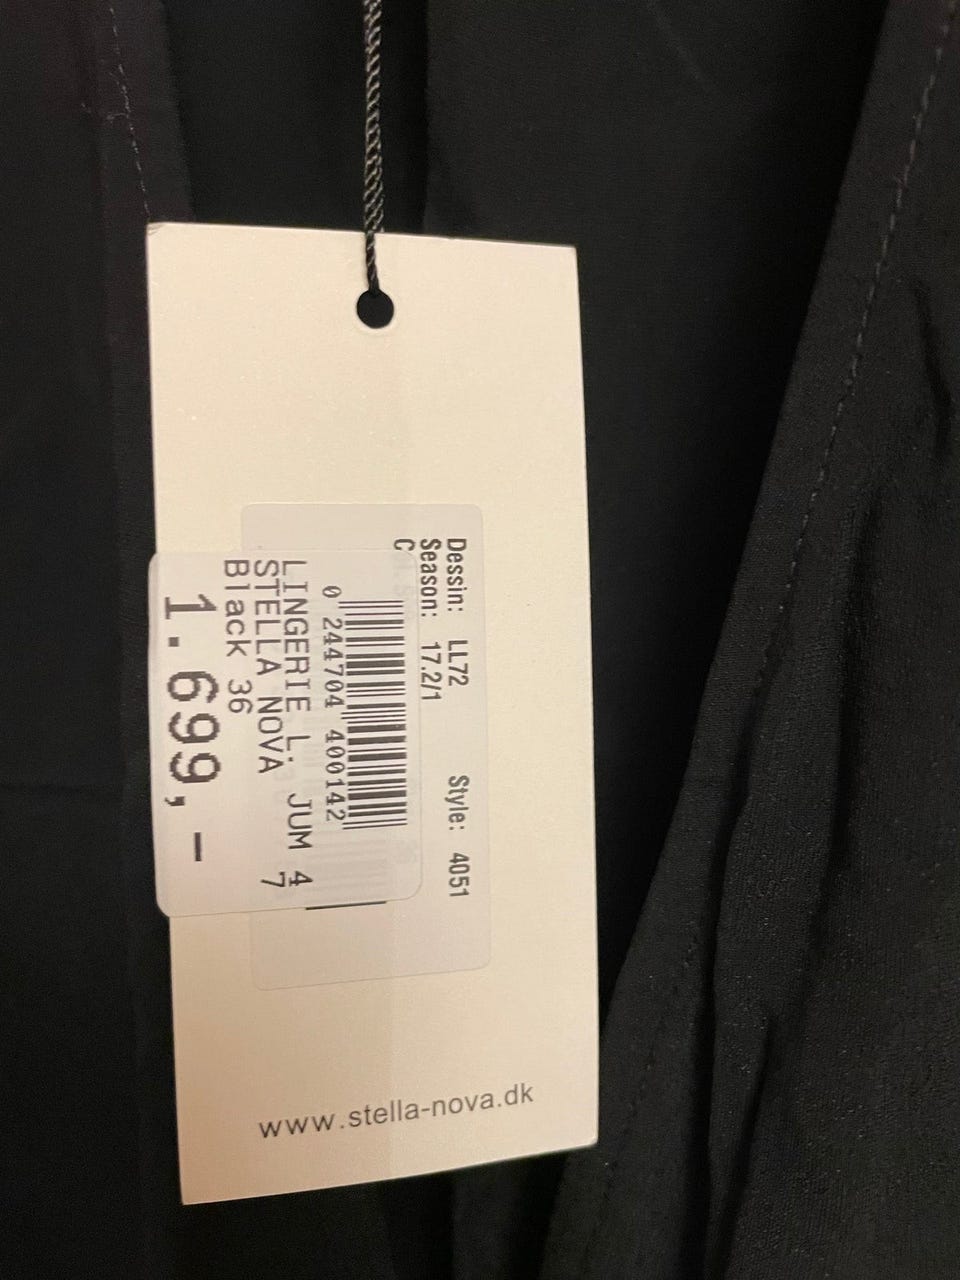 Dessin: LL72 Style: 4051
Season: 17.2/1
0 244704 400142
LINGERIE L. JUM 4
STELLA NOVA 7
Black 36
1.699,-
www.stella-nova.dk